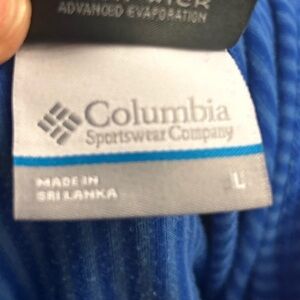 ADVANCED EVAPORATION
Columbia
Sportswear Company
MADE IN
SRI LANKA
L